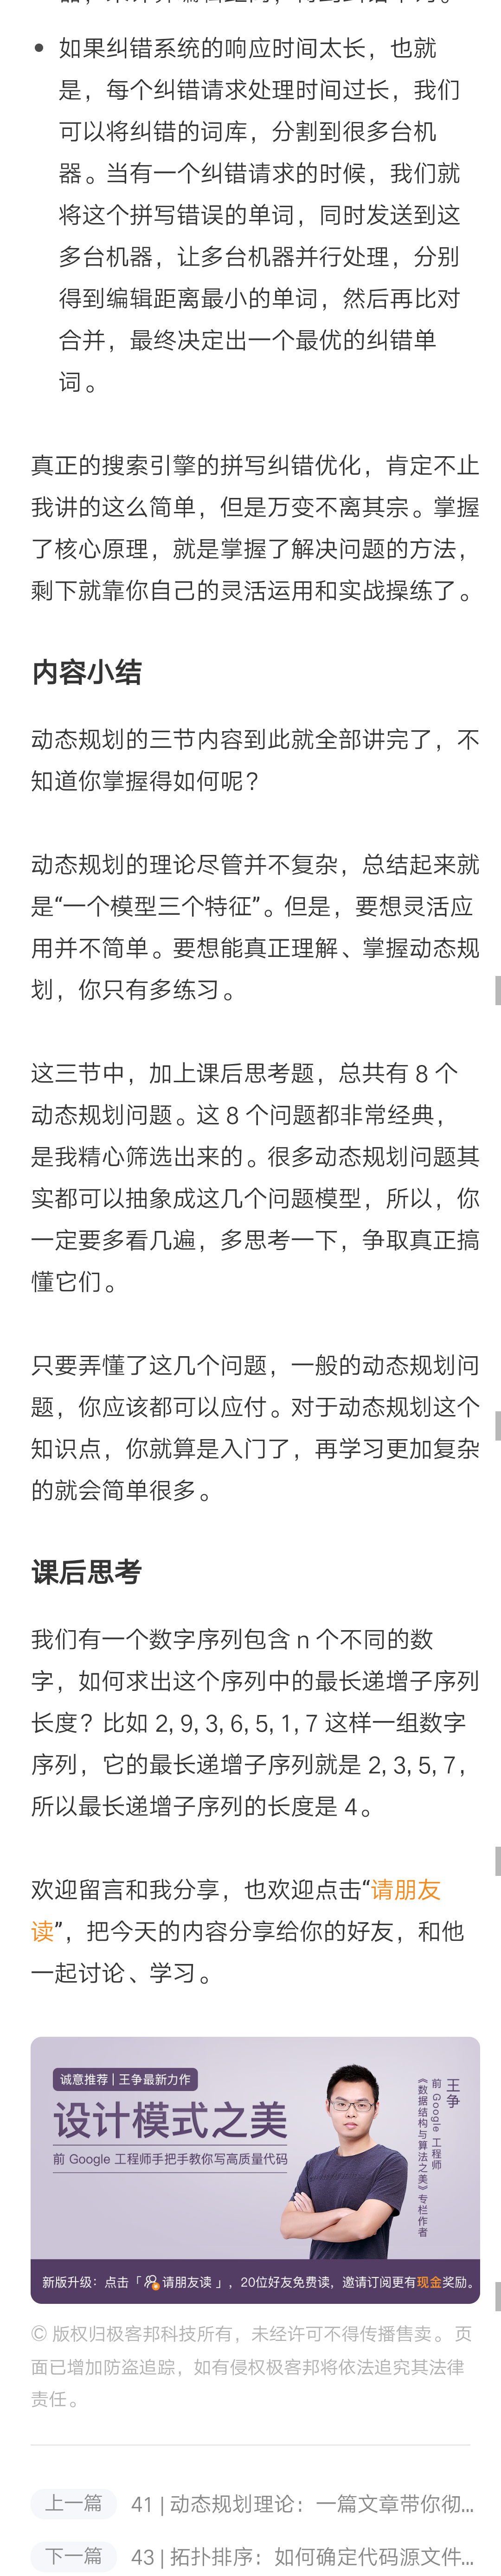 如果纠错系统的响应时间太长，也就
是，每个纠错请求处理时间过长，我们
可以将纠错的词库，分割到很多台机
器。当有一个纠错请求的时候，我们就
将这个拼写错误的单词，同时发送到这
多台机器，让多台机器并行处理，分别
得到编辑距离最小的单词，然后再比对
合并，最终决定出一个最优的纠错单
词。
真正的搜索引擎的拼写纠错优化，肯定不止
我讲的这么简单，但是万变不离其宗。掌握
了核心原理，就是掌握了解决问题的方法，
剩下就靠你自己的灵活运用和实战操练了。
内容小结
动态规划的三节内容到此就全部讲完了，不
知道你掌握得如何呢？
动态规划的理论尽管并不复杂，总结起来就
是“一个模型三个特征”。但是，要想灵活应
用并不简单。要想能真正理解、掌握动态规
划，你只有多练习。
这三节中，加上课后思考题，总共有 8 个
动态规划问题。这 8 个问题都非常经典，
是我精心筛选出来的。很多动态规划问题其
实都可以抽象成这几个问题模型，所以，你
一定要多看几遍，多思考一下，争取真正搞
懂它们。
只要弄懂了这几个问题，一般的动态规划问
题，你应该都可以应付。对于动态规划这个
知识点，你就算是入门了，再学习更加复杂
的就会简单很多。
课后思考
我们有一个数字序列包含 n 个不同的数
字，如何求出这个序列中的最长递增子序列
长度？比如 2, 9, 3, 6, 5, 1, 7 这样一组数字
序列，它的最长递增子序列就是 2, 3, 5, 7，
所以最长递增子序列的长度是 4。
欢迎留言和我分享，也欢迎点击“请朋友
读”，把今天的内容分享给你的好友，和他
一起讨论、学习。
诚意推荐 | 王争最新力作
设计模式之美
前 Google 工程师手把手教你写高质量代码
王争
前 Google 工程师
《数据结构与算法之美》专栏作者
新版升级：点击「 请朋友读 」，20位好友免费读，邀请订阅更有现金奖励。
© 版权归极客邦科技所有，未经许可不得传播售卖。 页
面已增加防盗追踪，如有侵权极客邦将依法追究其法律
责任。
上一篇 41 | 动态规划理论：一篇文章带你彻...
下一篇 43 | 拓扑排序：如何确定代码源文件...